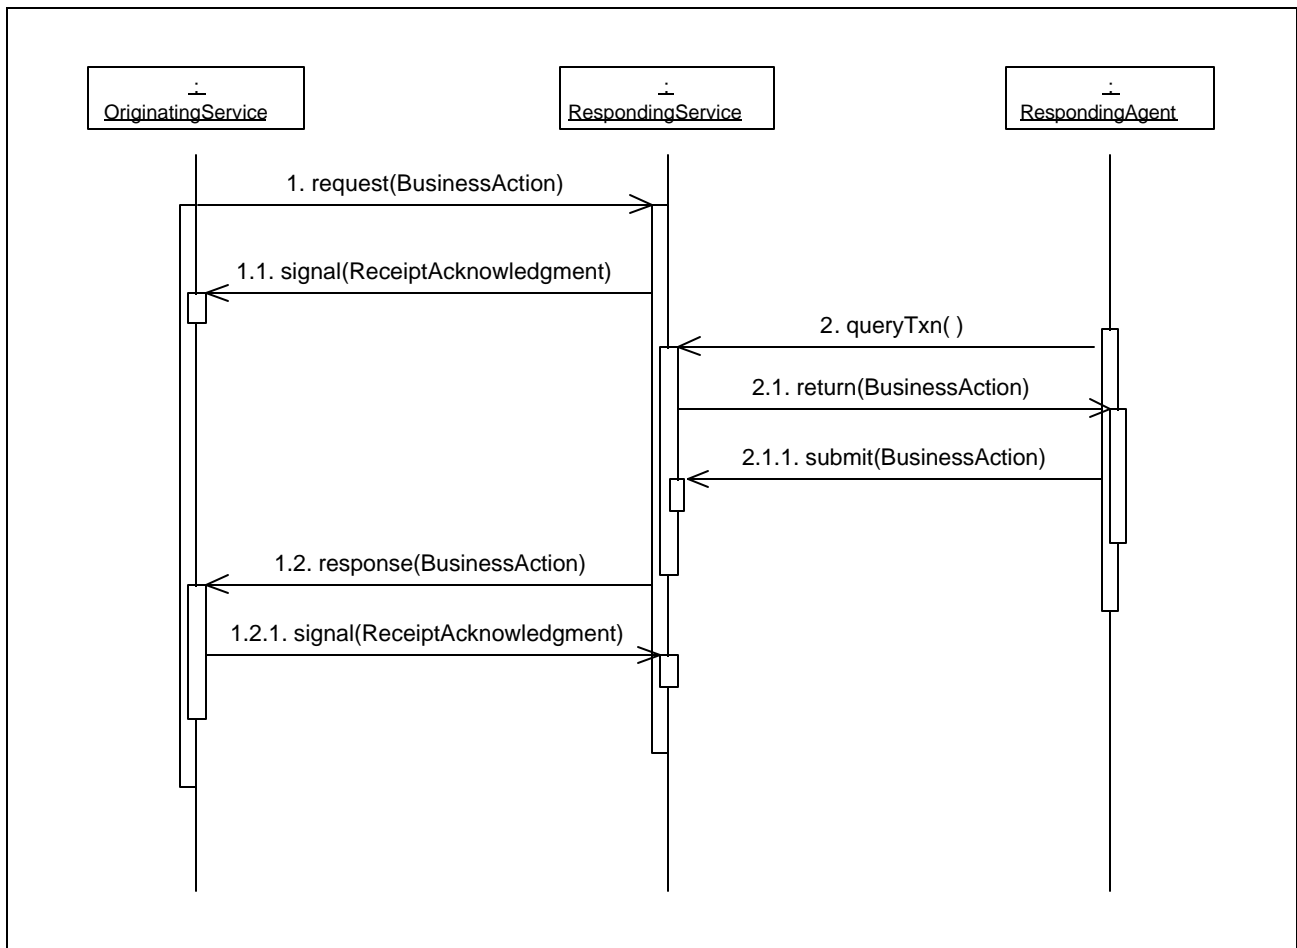 :
OriginatingService
:
RespondingService
:
RespondingAgent
1. request(BusinessAction)
1.1. signal(ReceiptAcknowledgment)
2. queryTxn( )
2.1. return(BusinessAction)
2.1.1. submit(BusinessAction)
1.2. response(BusinessAction)
1.2.1. signal(ReceiptAcknowledgment)